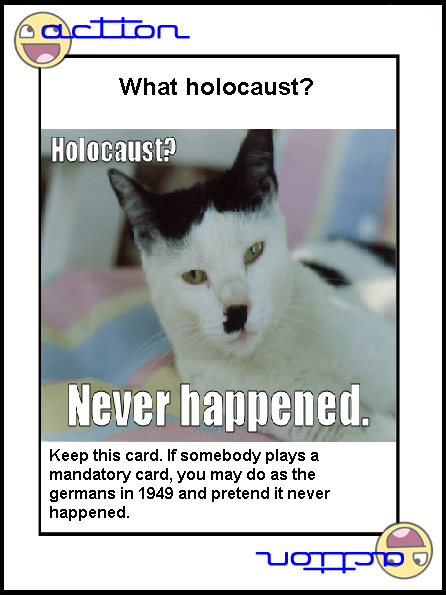 action
What holocaust?
Holocaust?
Never happened.
Keep this card. If somebody plays a
mandatory card, you may do as the
germans in 1949 and pretend it never
happened.
action